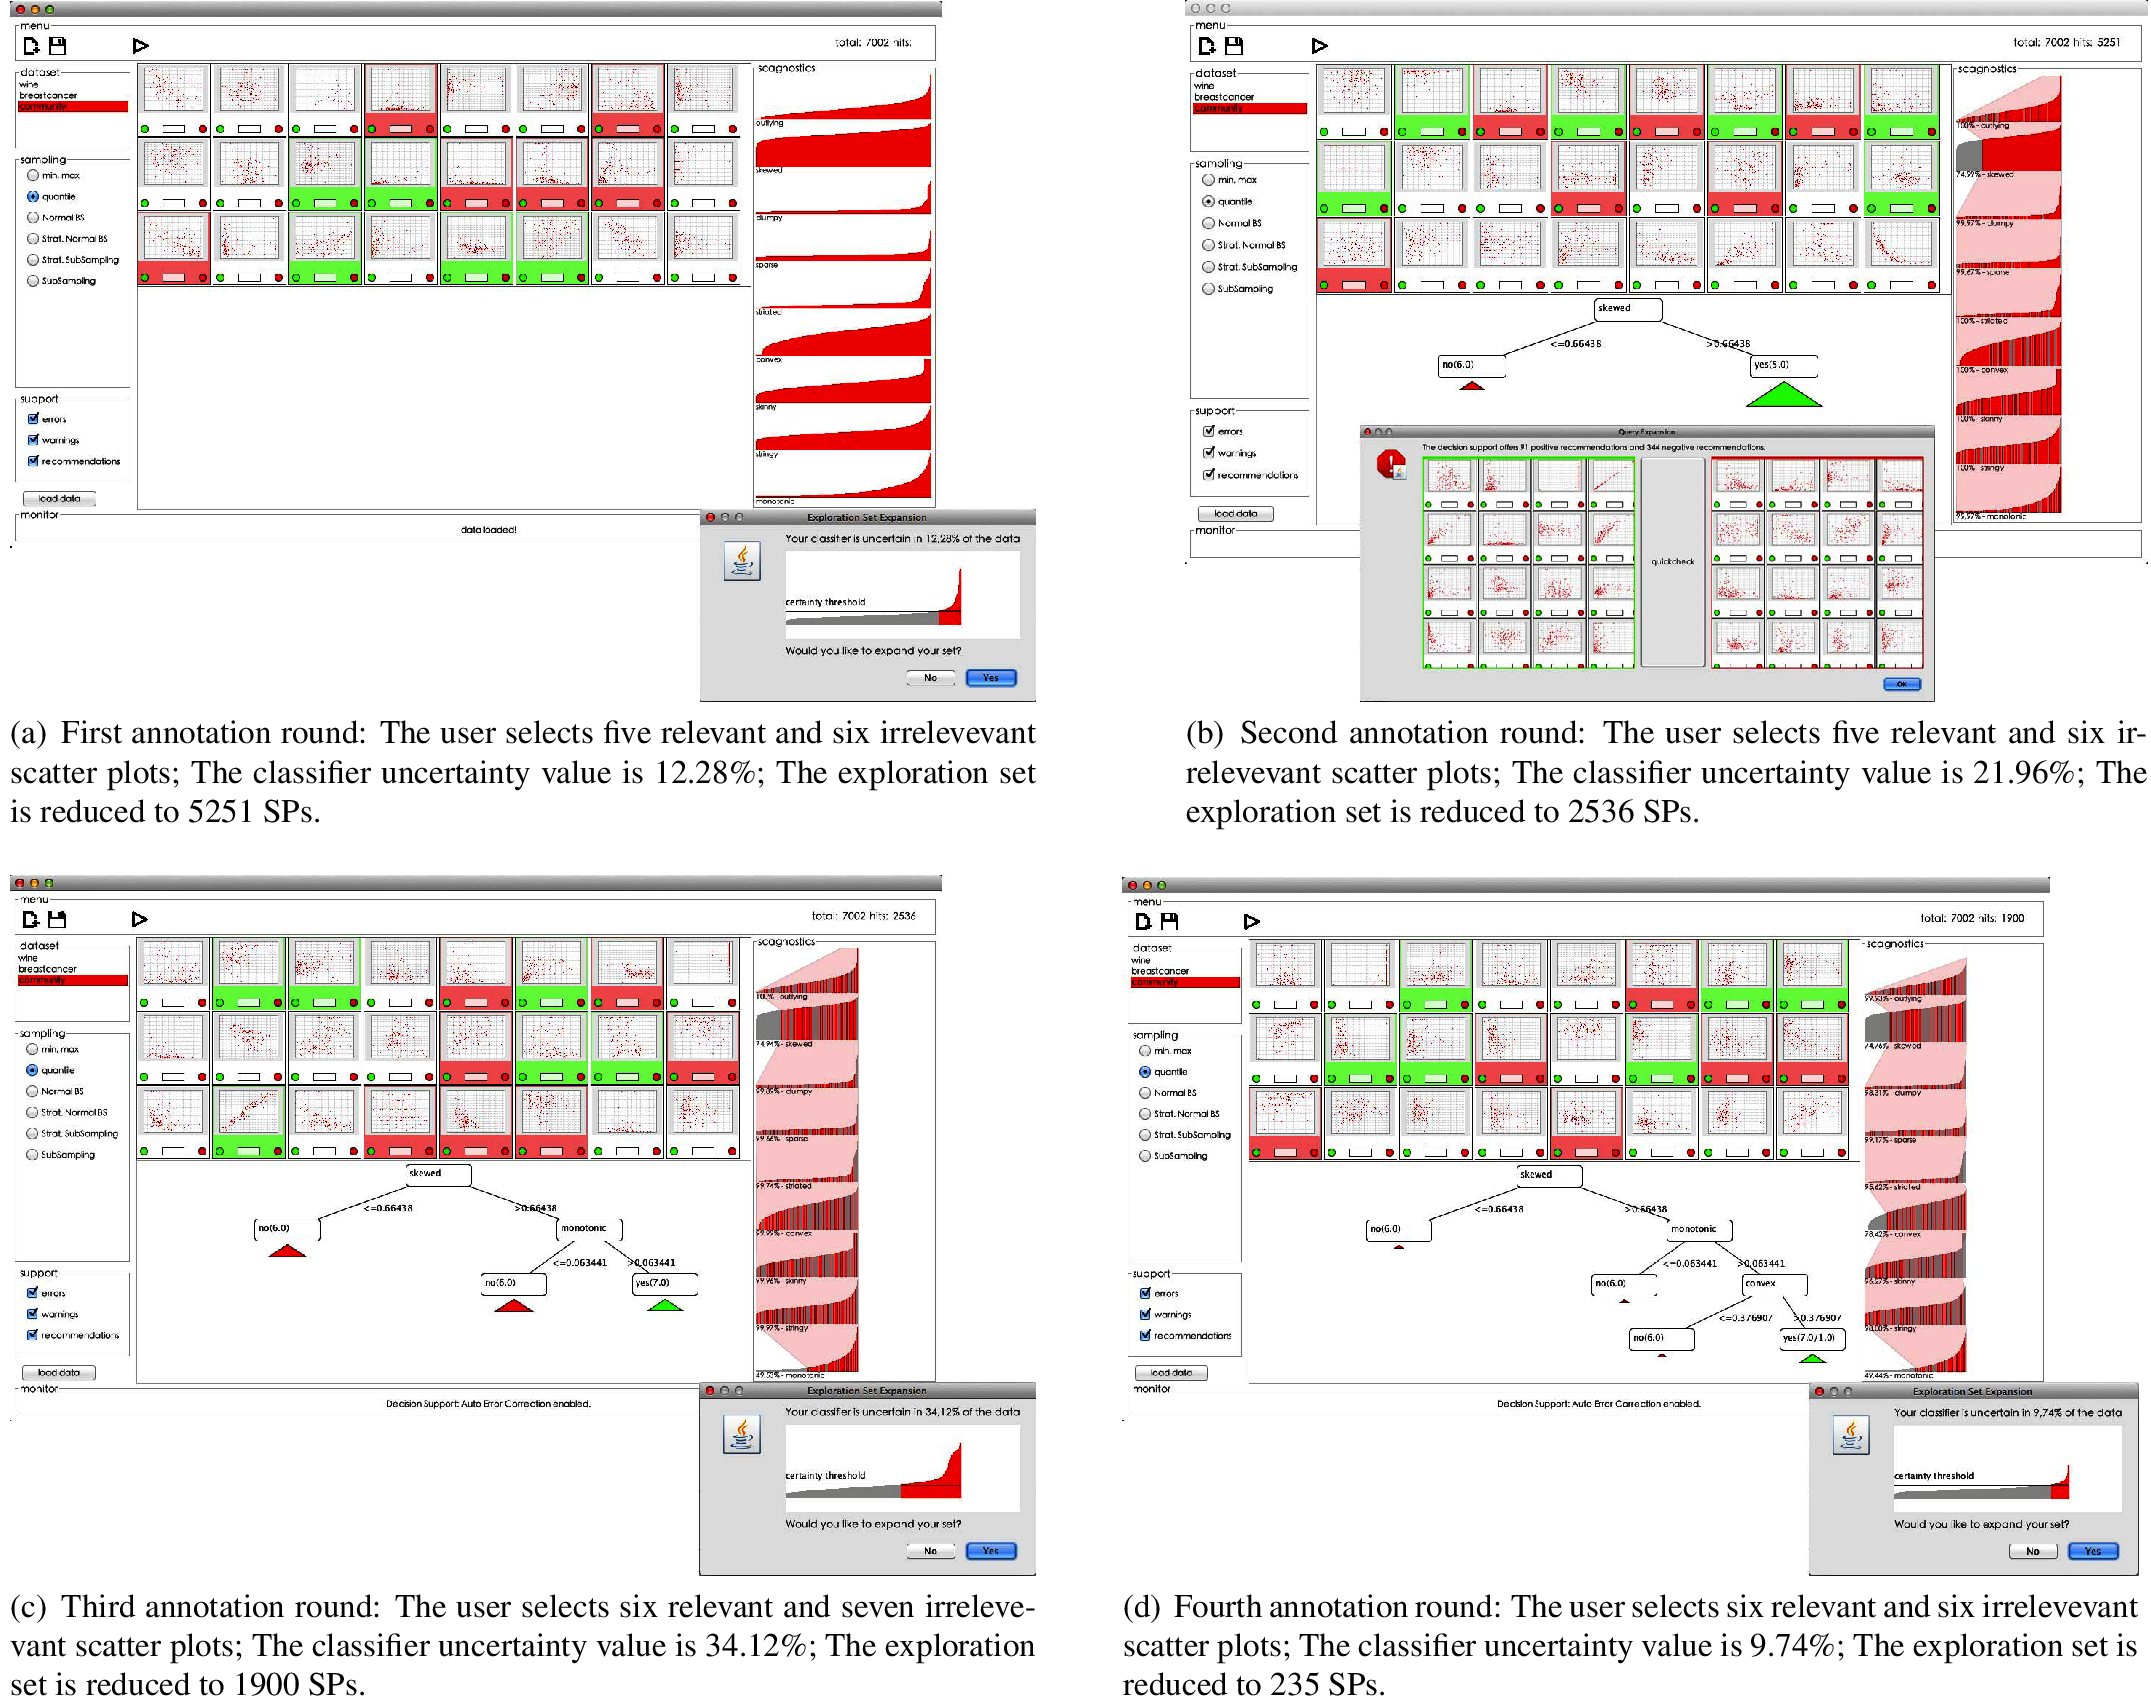 menu
total: 7002 hits:
dataset
wine
breastcancer
community
sampling
min, max
quantile
Normal BS
Strat. Normal BS
Strat. SubSampling
SubSampling
support
errors
warnings
recommendations
load data
monitor
data loaded!
scagnostics
outlying
skewed
clumpy
sparse
striated
convex
skinny
stringy
monotonic
Exploration Set Expansion
Your classifier is uncertain in 12,28% of the data
certainty threshold
Would you like to expand your set?
No Yes
(a) First annotation round: The user selects five relevant and six irrelevevant
scatter plots; The classifier uncertainty value is 12.28%; The exploration set
is reduced to 5251 SPs.
menu
total: 7002 hits: 5251
dataset
wine
breastcancer
community
sampling
min, max
quantile
Normal BS
Strat. Normal BS
Strat. SubSampling
SubSampling
support
errors
warnings
recommendations
load data
monitor
scagnostics
100% - outlying
74,99% - skewed
99,97% - clumpy
99,67% - sparse
100% - striated
100% - convex
100% - skinny
100% - stringy
99,97% - monotonic
skewed
<=0.66438 >0.66438
no(6.0) yes(5.0)
Query Expansion
The decision support offers 91 positive recommendations and 344 negative recommendations.
quickcheck
Ok
(b) Second annotation round: The user selects five relevant and six ir-
relevevant scatter plots; The classifier uncertainty value is 21.96%; The
exploration set is reduced to 2536 SPs.
menu
total: 7002 hits: 2536
dataset
wine
breastcancer
community
sampling
min, max
quantile
Normal BS
Strat. Normal BS
Strat. SubSampling
SubSampling
support
errors
warnings
recommendations
load data
monitor
Decision Support: Auto Error Correction enabled.
scagnostics
100% - outlying
74,94% - skewed
99,89% - clumpy
99,66% - sparse
99,74% - striated
99,99% - convex
99,96% - skinny
99,97% - stringy
49,53% - monotonic
skewed
<=0.66438 >0.66438
no(6.0) monotonic
<=0.063441 >0.063441
no(6.0) yes(7.0)
Exploration Set Expansion
Your classifier is uncertain in 34,12% of the data
certainty threshold
Would you like to expand your set?
No Yes
(c) Third annotation round: The user selects six relevant and seven irreleve-
vant scatter plots; The classifier uncertainty value is 34.12%; The exploration
set is reduced to 1900 SPs.
menu
total: 7002 hits: 1900
dataset
wine
breastcancer
community
sampling
min, max
quantile
Normal BS
Strat. Normal BS
Strat. SubSampling
SubSampling
support
errors
warnings
recommendations
load data
monitor
Decision Support: Auto Error Correction enabled.
scagnostics
99,93% - outlying
74,76% - skewed
98,31% - clumpy
99,17% - sparse
95,62% - striated
78,42% - convex
96,27% - skinny
98,00% - stringy
49,44% - monotonic
skewed
<=0.66438 >0.66438
no(6.0) monotonic
<=0.063441 >0.063441
no(6.0) convex
<=0.376907 >0.376907
no(6.0) yes(7.0/1.0)
Exploration Set Expansion
Your classifier is uncertain in 9,74% of the data
certainty threshold
Would you like to expand your set?
No Yes
(d) Fourth annotation round: The user selects six relevant and six irrelevevant
scatter plots; The classifier uncertainty value is 9.74%; The exploration set is
reduced to 235 SPs.